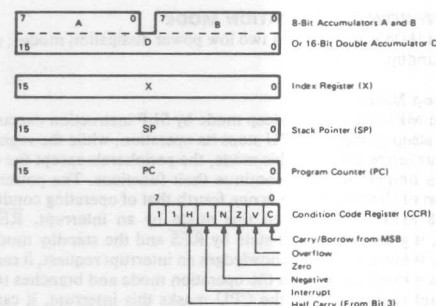 7 A 0 7 B 0 8-Bit Accumulators A and B
15 D 0 Or 16-Bit Double Accumulator D
15 X 0 Index Register (X)
15 SP 0 Stack Pointer (SP)
15 PC 0 Program Counter (PC)
7 0
1 1 H I N Z V C Condition Code Register (CCR)
Carry/Borrow from MSB
Overflow
Zero
Negative
Interrupt
Half Carry (From Bit 3)